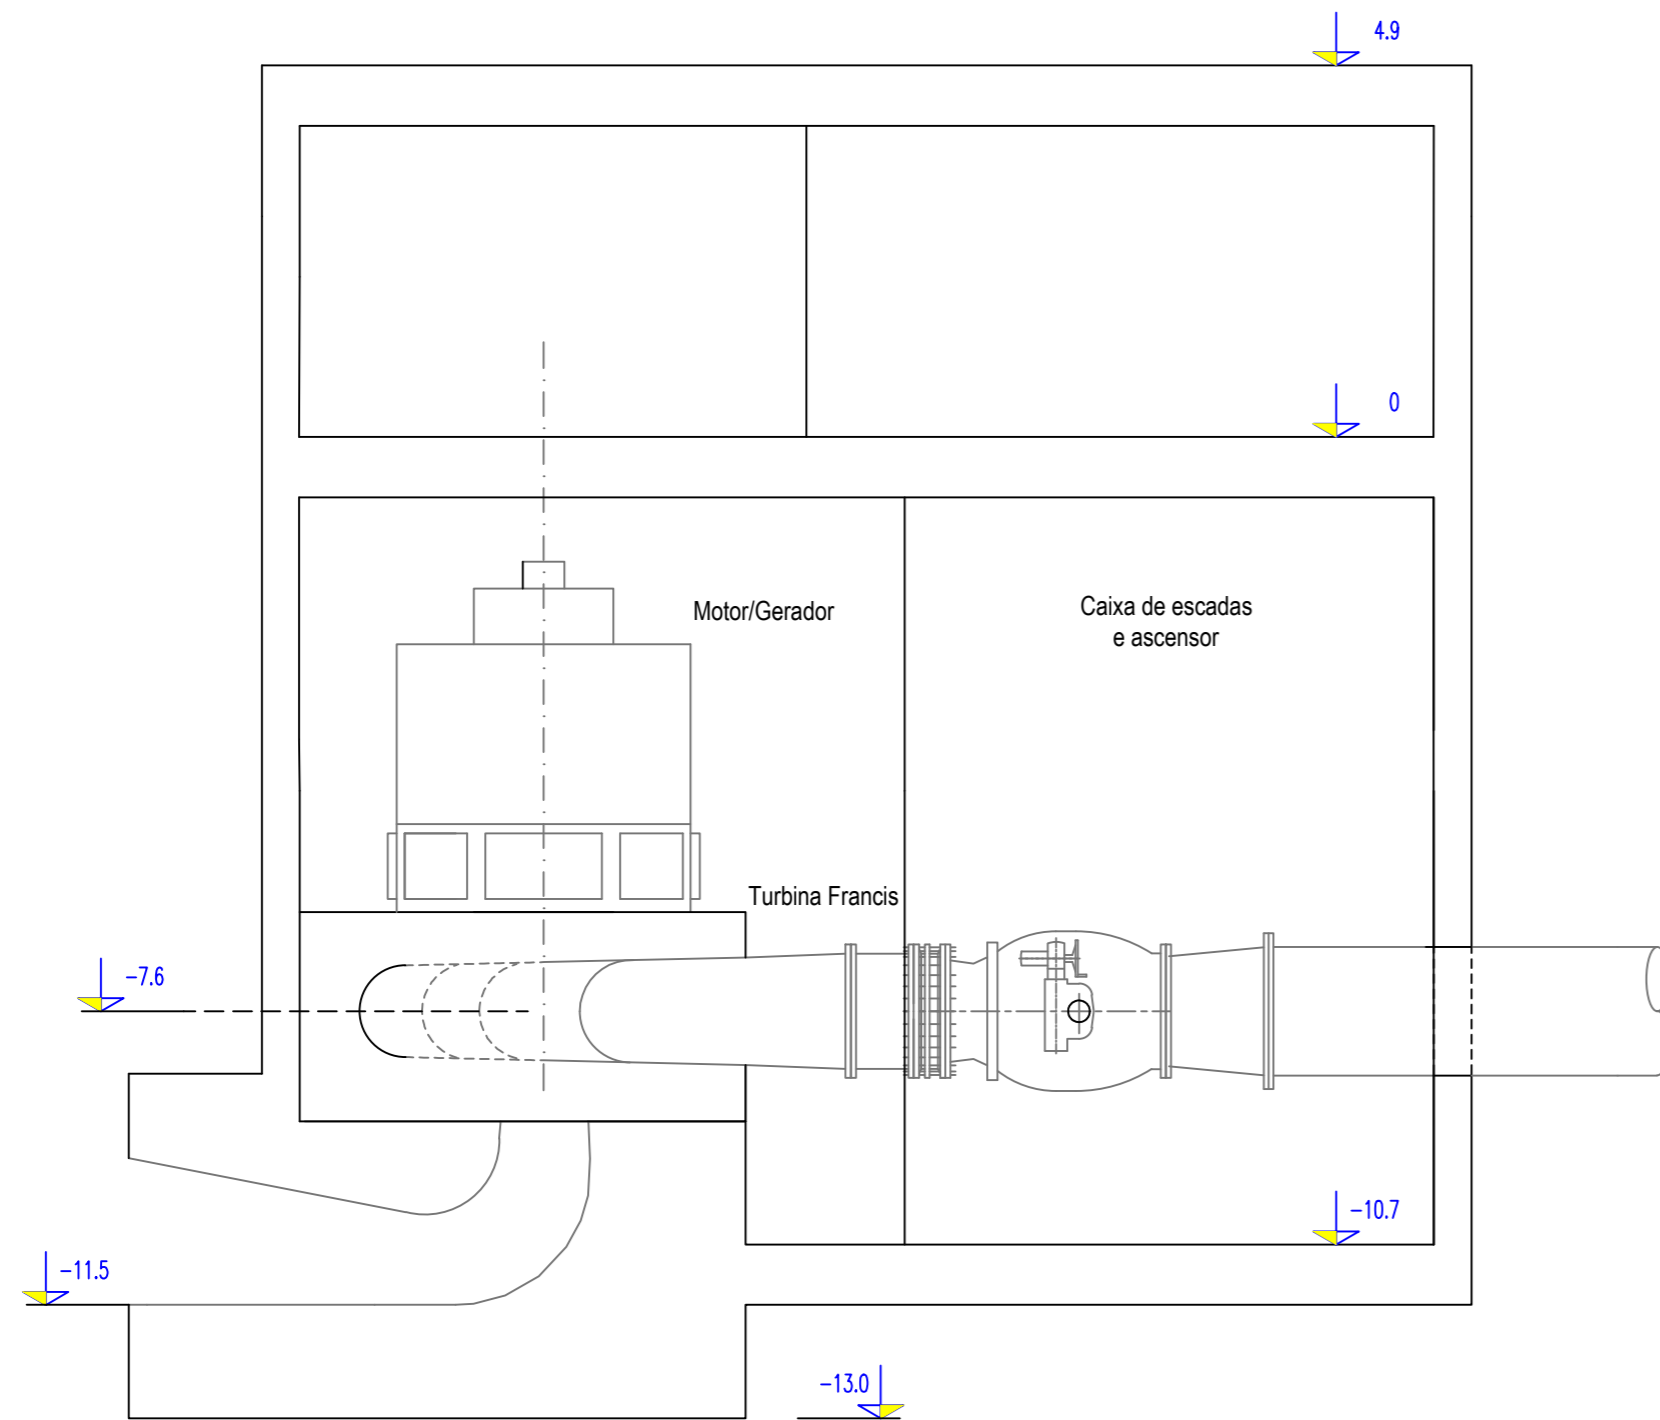 4.9
0
Motor/Gerador
Caixa de escadas
e ascensor
Turbina Francis
-7.6
-10.7
-11.5
-13.0